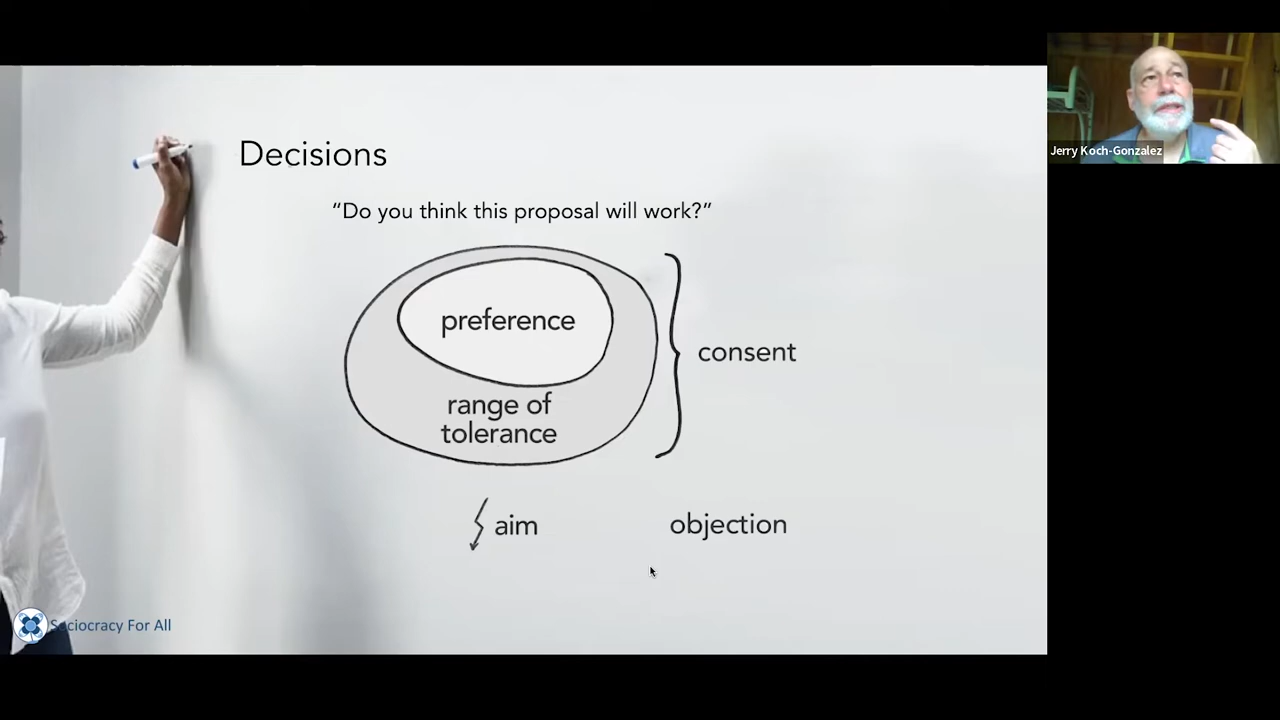 Decisions
“Do you think this proposal will work?”
preference
consent
range of
tolerance
aim
objection
Sociocracy For All
Jerry Koch-Gonzalez